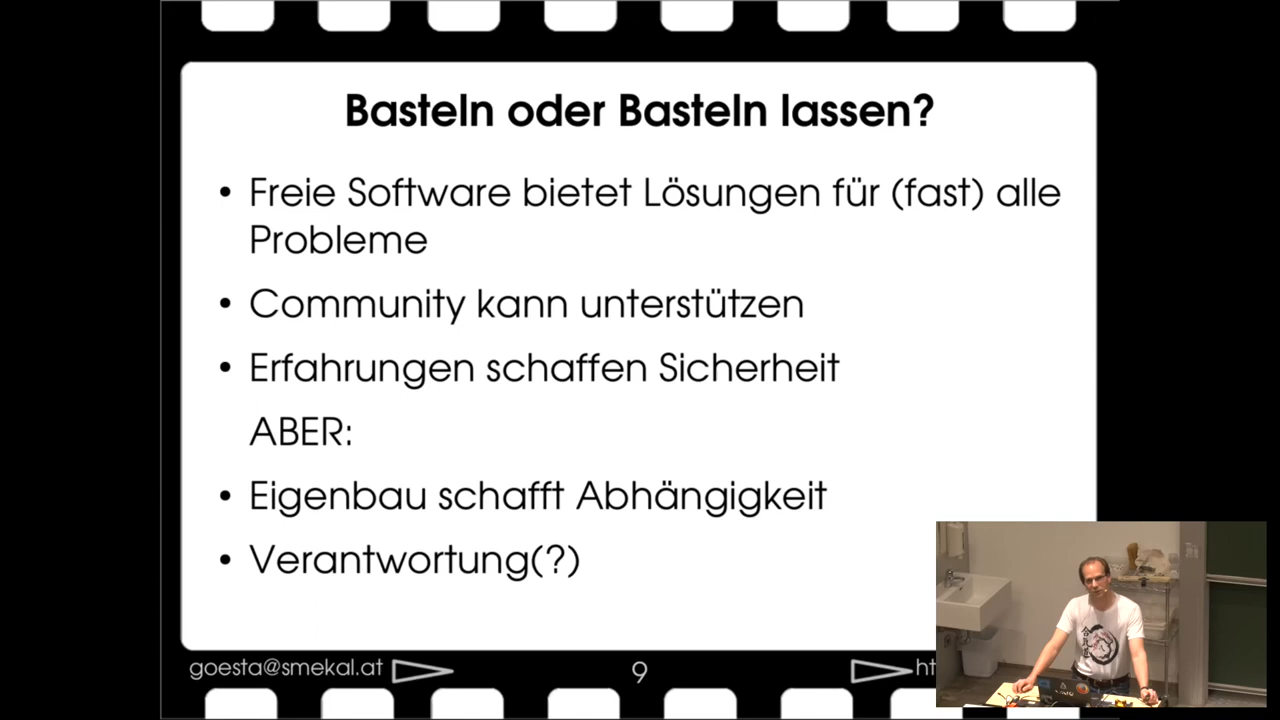 Basteln oder Basteln lassen?
• Freie Software bietet Lösungen für (fast) alle
Probleme
• Community kann unterstützen
• Erfahrungen schaffen Sicherheit
ABER:
• Eigenbau schafft Abhängigkeit
• Verantwortung(?)
goesta@smekal.at
9
ht